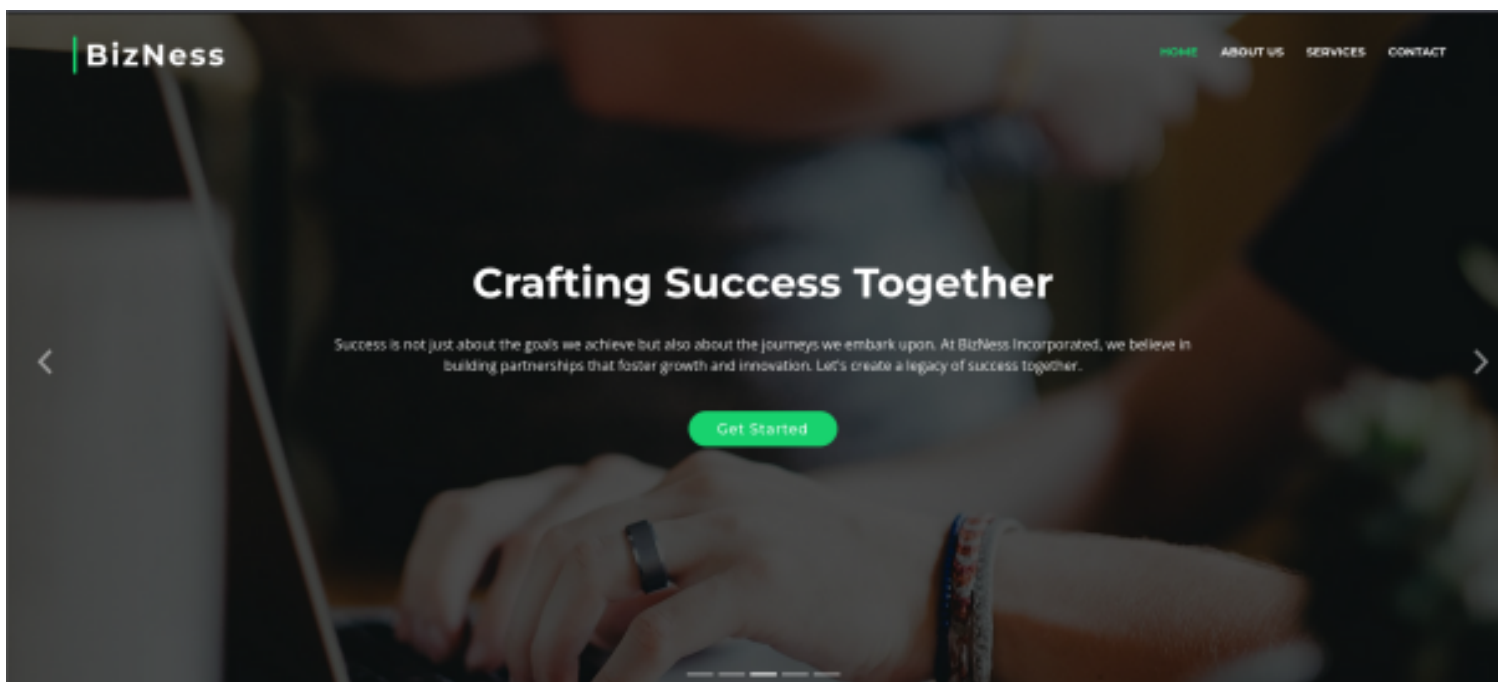 BizNess
HOME ABOUT US SERVICES CONTACT
Crafting Success Together
Success is not just about the goals we achieve but also about the journeys we embark upon. At BizNess Incorporated, we believe in
building partnerships that foster growth and innovation. Let's create a legacy of success together.
Get Started